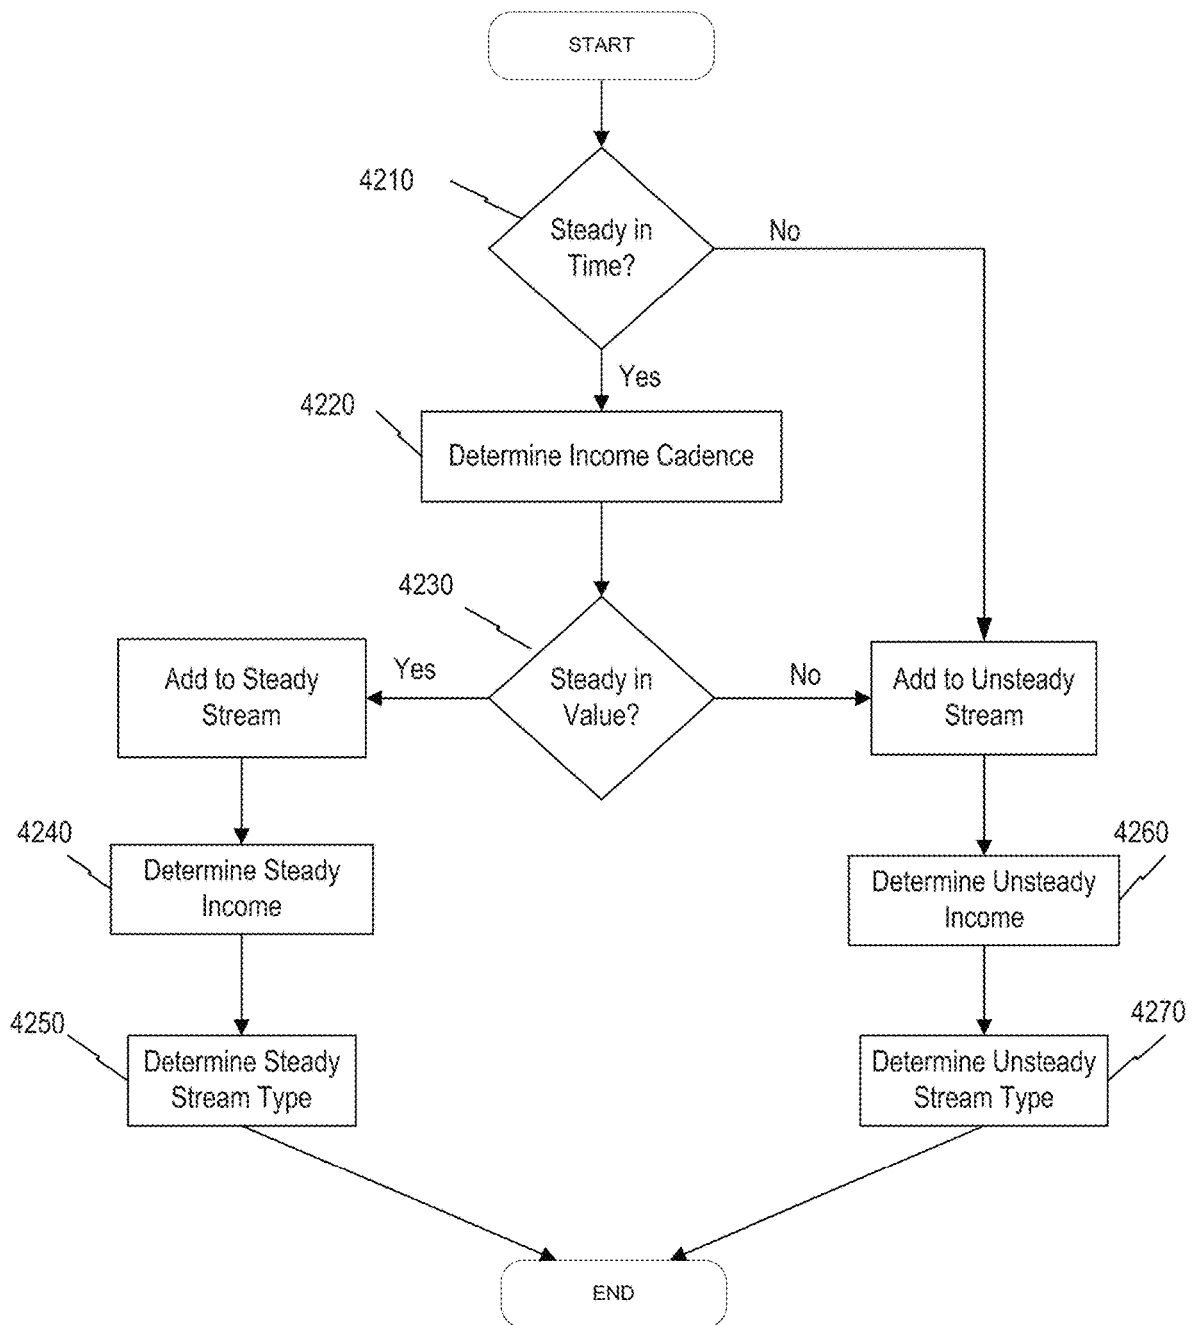 START
4210
Steady in
Time?
No
Yes
4220
Determine Income Cadence
4230
Add to Steady
Stream
Yes
Steady in
Value?
No
Add to Unsteady
Stream
4240
Determine Steady
Income
4260
Determine Unsteady
Income
4250
Determine Steady
Stream Type
4270
Determine Unsteady
Stream Type
END